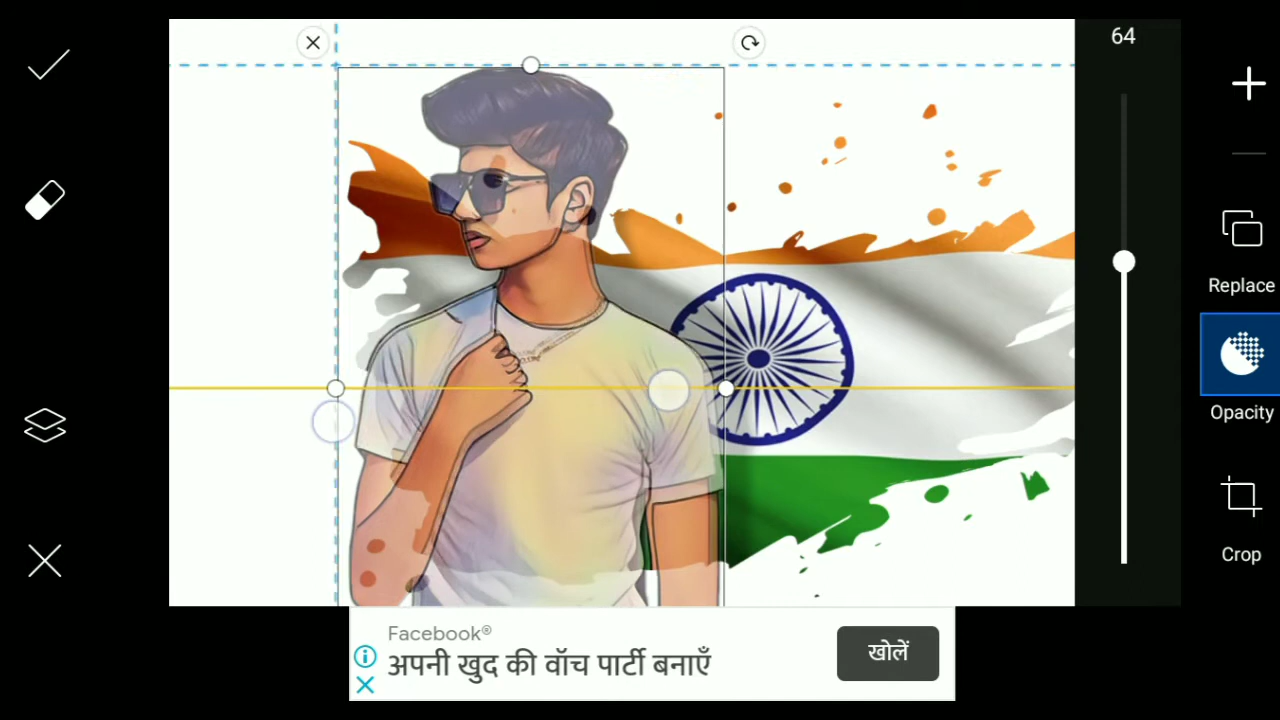 64
Replace
Opacity
Crop
Facebook®
अपनी खुद की वॉच पार्टी बनाएँ
खोलें